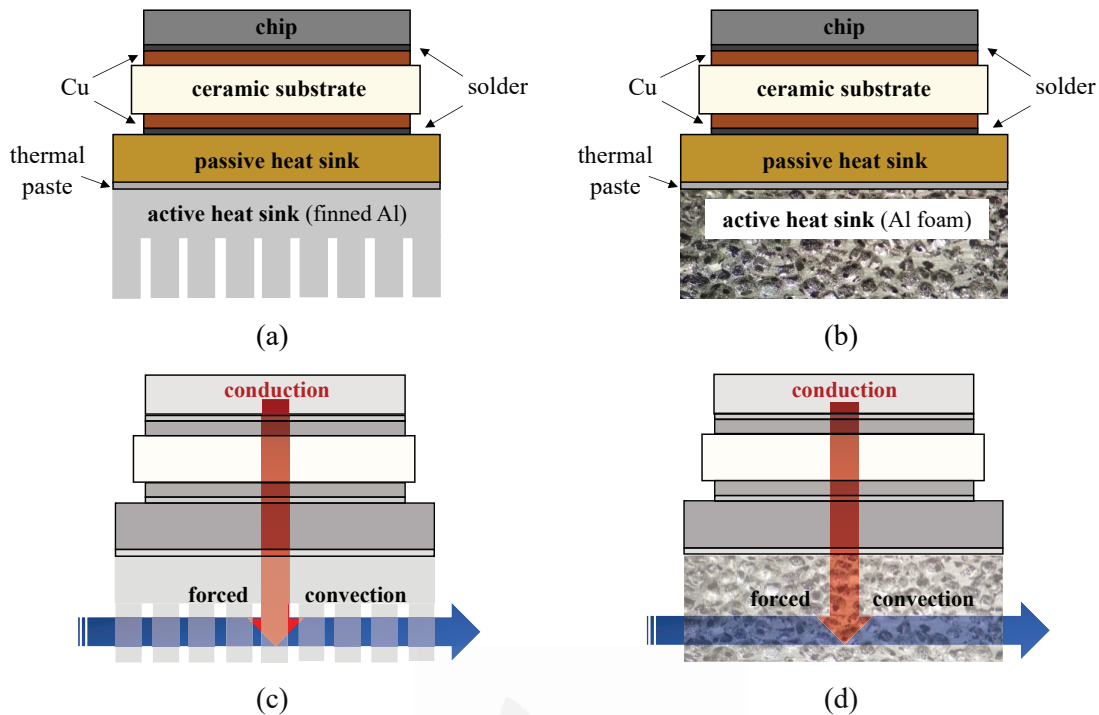 chip
Cu
solder
ceramic substrate
passive heat sink
thermal
paste
active heat sink (finned Al)
(a)
chip
Cu
solder
ceramic substrate
passive heat sink
thermal
paste
active heat sink (Al foam)
(b)
conduction
forced convection
(c)
conduction
forced convection
(d)